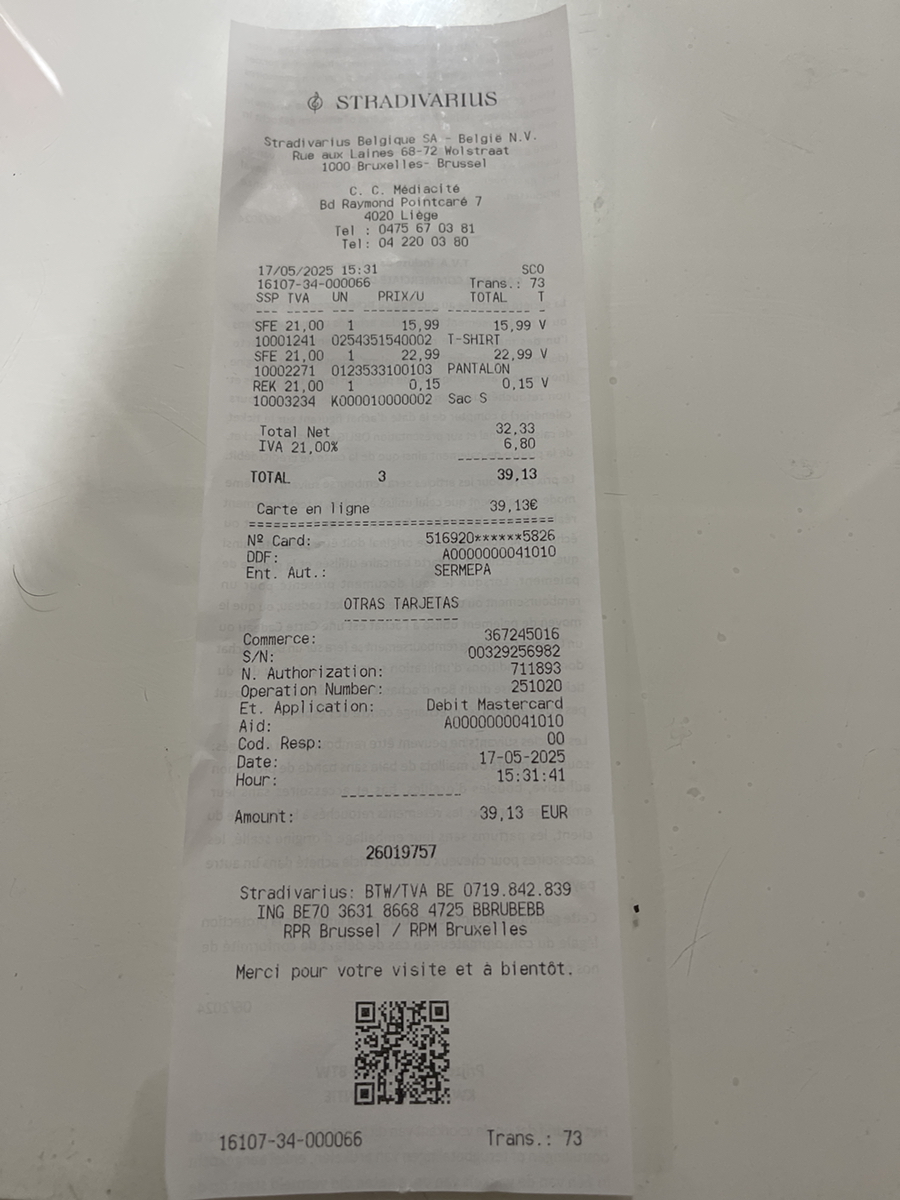 STRADIVARIUS
Stradivarius Belgique SA - België N.V.
Rue aux Laines 68-72 Wolstraat
1000 Bruxelles- Brussel
C. C. Médiacité
Bd Raymond Pointcaré 7
4020 Liège
Tel : 0475 67 03 81
Tel: 04 220 03 80
17/05/2025 15:31 SCO
16107-34-000066 Trans.: 73
SSP TVA UN PRIX/U TOTAL T
--- ----- --- ---------- ----------- -
SFE 21,00 1 15,99 15,99 V
10001241 0254351540002 T-SHIRT
SFE 21,00 1 22,99 22,99 V
10002271 0123533100103 PANTALON
REK 21,00 1 0,15 0,15 V
10003234 K000010000002 Sac S
Total Net 32,33
IVA 21,00% 6,80
----------
TOTAL 3 39,13
Carte en ligne 39,13€
======================================
Nº Card: 516920******5826
DDF: A0000000041010
Ent. Aut.: SERMEPA
OTRAS TARJETAS
--------------
Commerce: 367245016
S/N: 00329256982
N. Authorization: 711893
Operation Number: 251020
Et. Application: Debit Mastercard
Aid: A0000000041010
Cod. Resp: 00
Date: 17-05-2025
Hour: 15:31:41
--------------
Amount: 39,13 EUR
26019757
Stradivarius: BTW/TVA BE 0719.842.839
ING BE70 3631 8668 4725 BBRUBEBB
RPR Brussel / RPM Bruxelles
Merci pour votre visite et à bientôt.
16107-34-000066 Trans.: 73